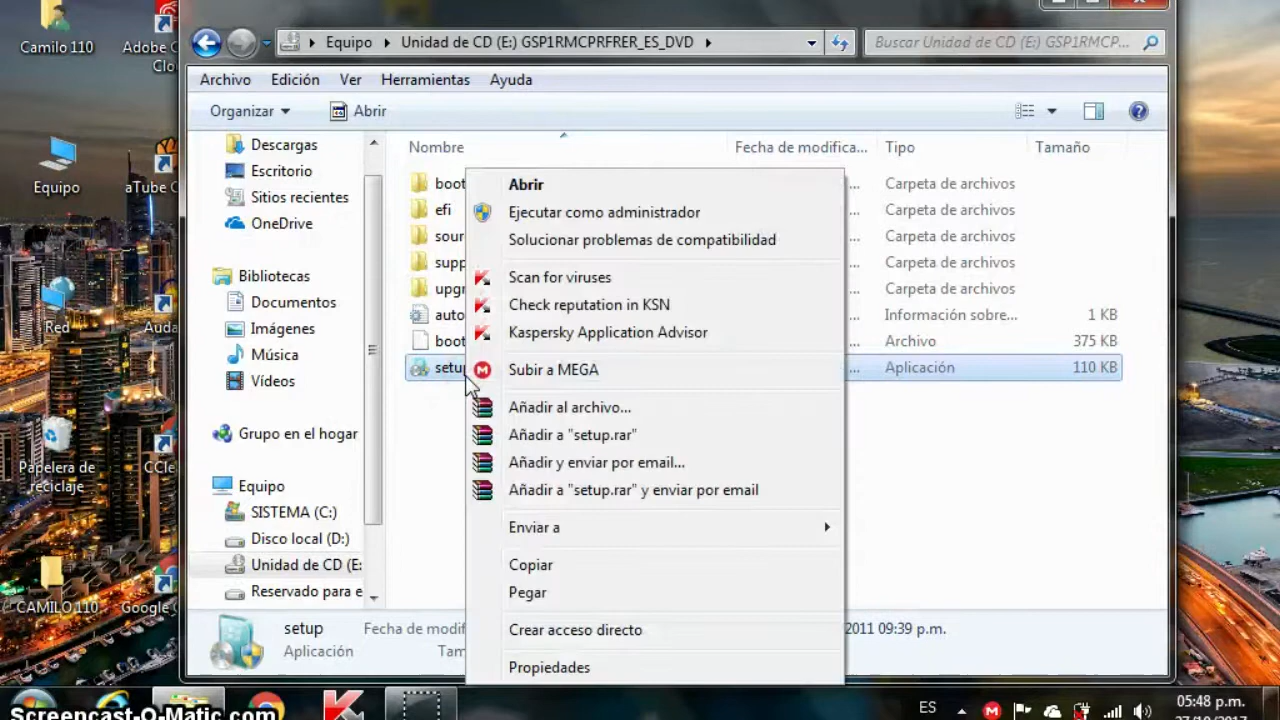 Camilo 110
Adobe C
Clo
Equipo
aTube C
Red
Auda
Papelera de
reciclaje
CCle
CAMILO 110
Google C
Equipo
Unidad de CD (E:) GSP1RMCPRFRER_ES_DVD
Buscar Unidad de CD (E:) GSP1RMCP...
Archivo
Edición
Ver
Herramientas
Ayuda
Organizar
Abrir
Descargas
Escritorio
Sitios recientes
OneDrive
Bibliotecas
Documentos
Imágenes
Música
Vídeos
Grupo en el hogar
Equipo
SISTEMA (C:)
Disco local (D:)
Unidad de CD (E:
Reservado para e
Nombre
Fecha de modifica...
Tipo
Tamaño
boot
... Carpeta de archivos
efi
... Carpeta de archivos
sour
... Carpeta de archivos
supp
... Carpeta de archivos
upgr
... Carpeta de archivos
auto
... Información sobre...
1 KB
boot
... Archivo
375 KB
setup
... Aplicación
110 KB
Abrir
Ejecutar como administrador
Solucionar problemas de compatibilidad
Scan for viruses
Check reputation in KSN
Kaspersky Application Advisor
Subir a MEGA
Añadir al archivo...
Añadir a "setup.rar"
Añadir y enviar por email...
Añadir a "setup.rar" y enviar por email
Enviar a
Copiar
Pegar
Crear acceso directo
Propiedades
setup
Fecha de modif
2011 09:39 p.m.
Aplicación
Tam
Screencast-O-Matic.com
ES
05:48 p.m.
27/10/2017